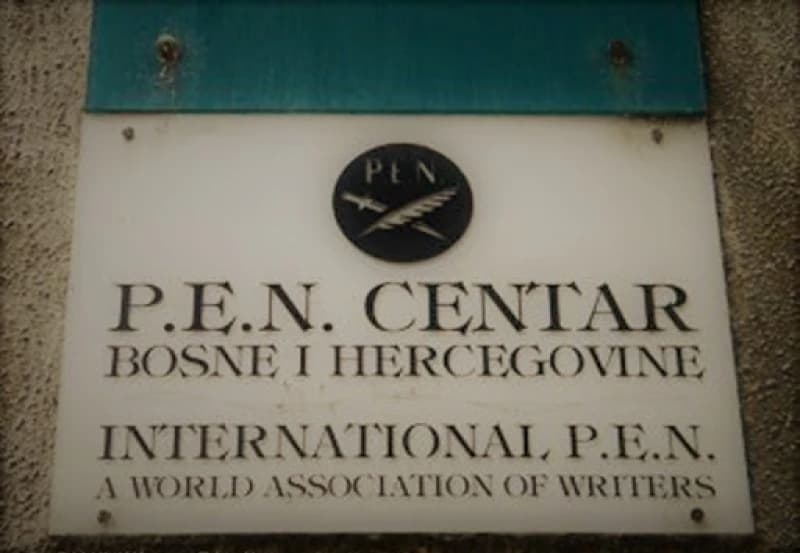 PEN
P.E.N. CENTAR
BOSNE I HERCEGOVINE
INTERNATIONAL P.E.N.
A WORLD ASSOCIATION OF WRITERS